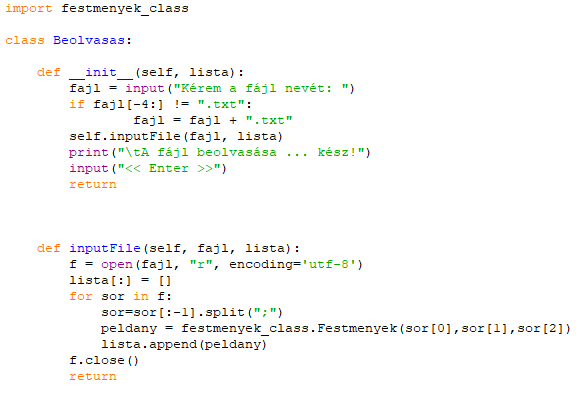 import festmenyek_class

class Beolvasas:

    def __init__(self, lista):
        fajl = input("Kérem a fájl nevét: ")
        if fajl[-4:] != ".txt":
                fajl = fajl + ".txt"
        self.inputFile(fajl, lista)
        print("\tA fájl beolvasása ... kész!")
        input("<< Enter >>")
        return

    def inputFile(self, fajl, lista):
        f = open(fajl, "r", encoding='utf-8')
        lista[:] = []
        for sor in f:
            sor=sor[:-1].split(";")
            peldany = festmenyek_class.Festmenyek(sor[0],sor[1],sor[2])
            lista.append(peldany)
        f.close()
        return